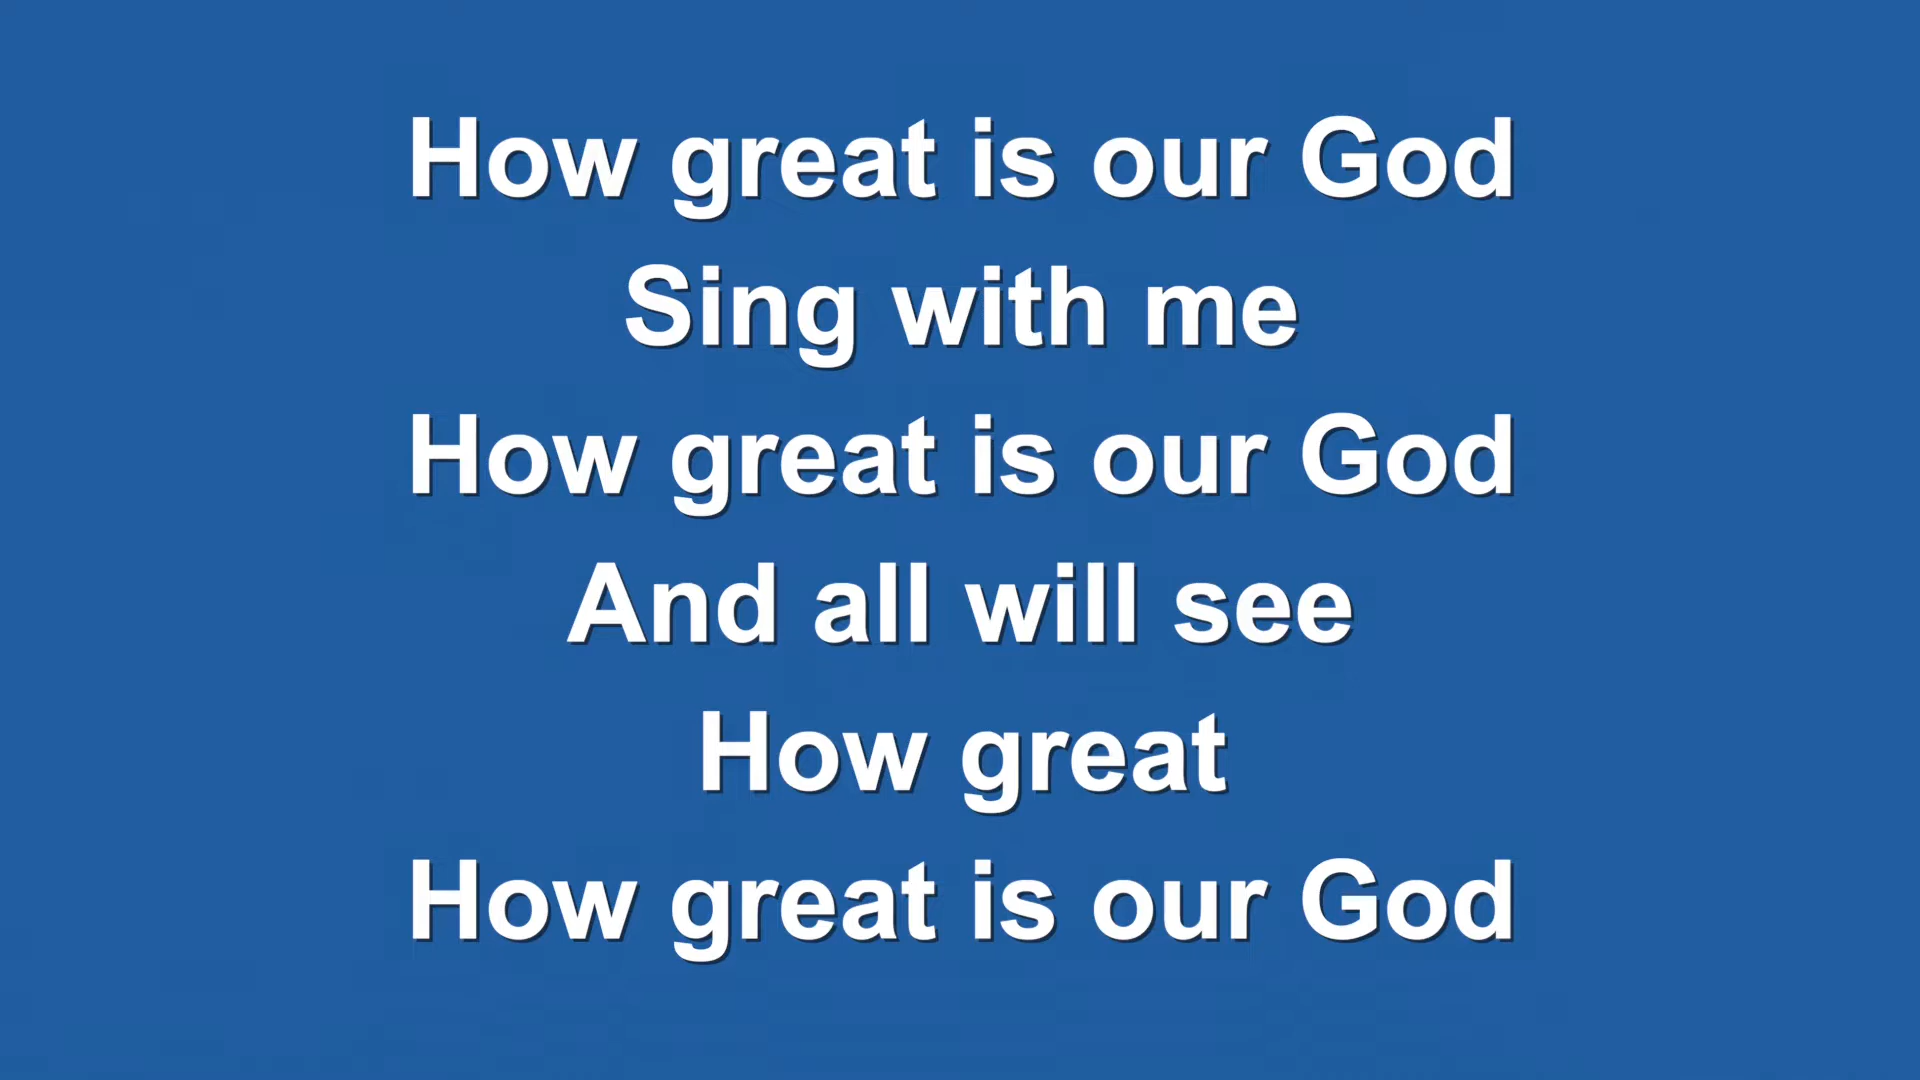 How great is our God
Sing with me
How great is our God
And all will see
How great
How great is our God